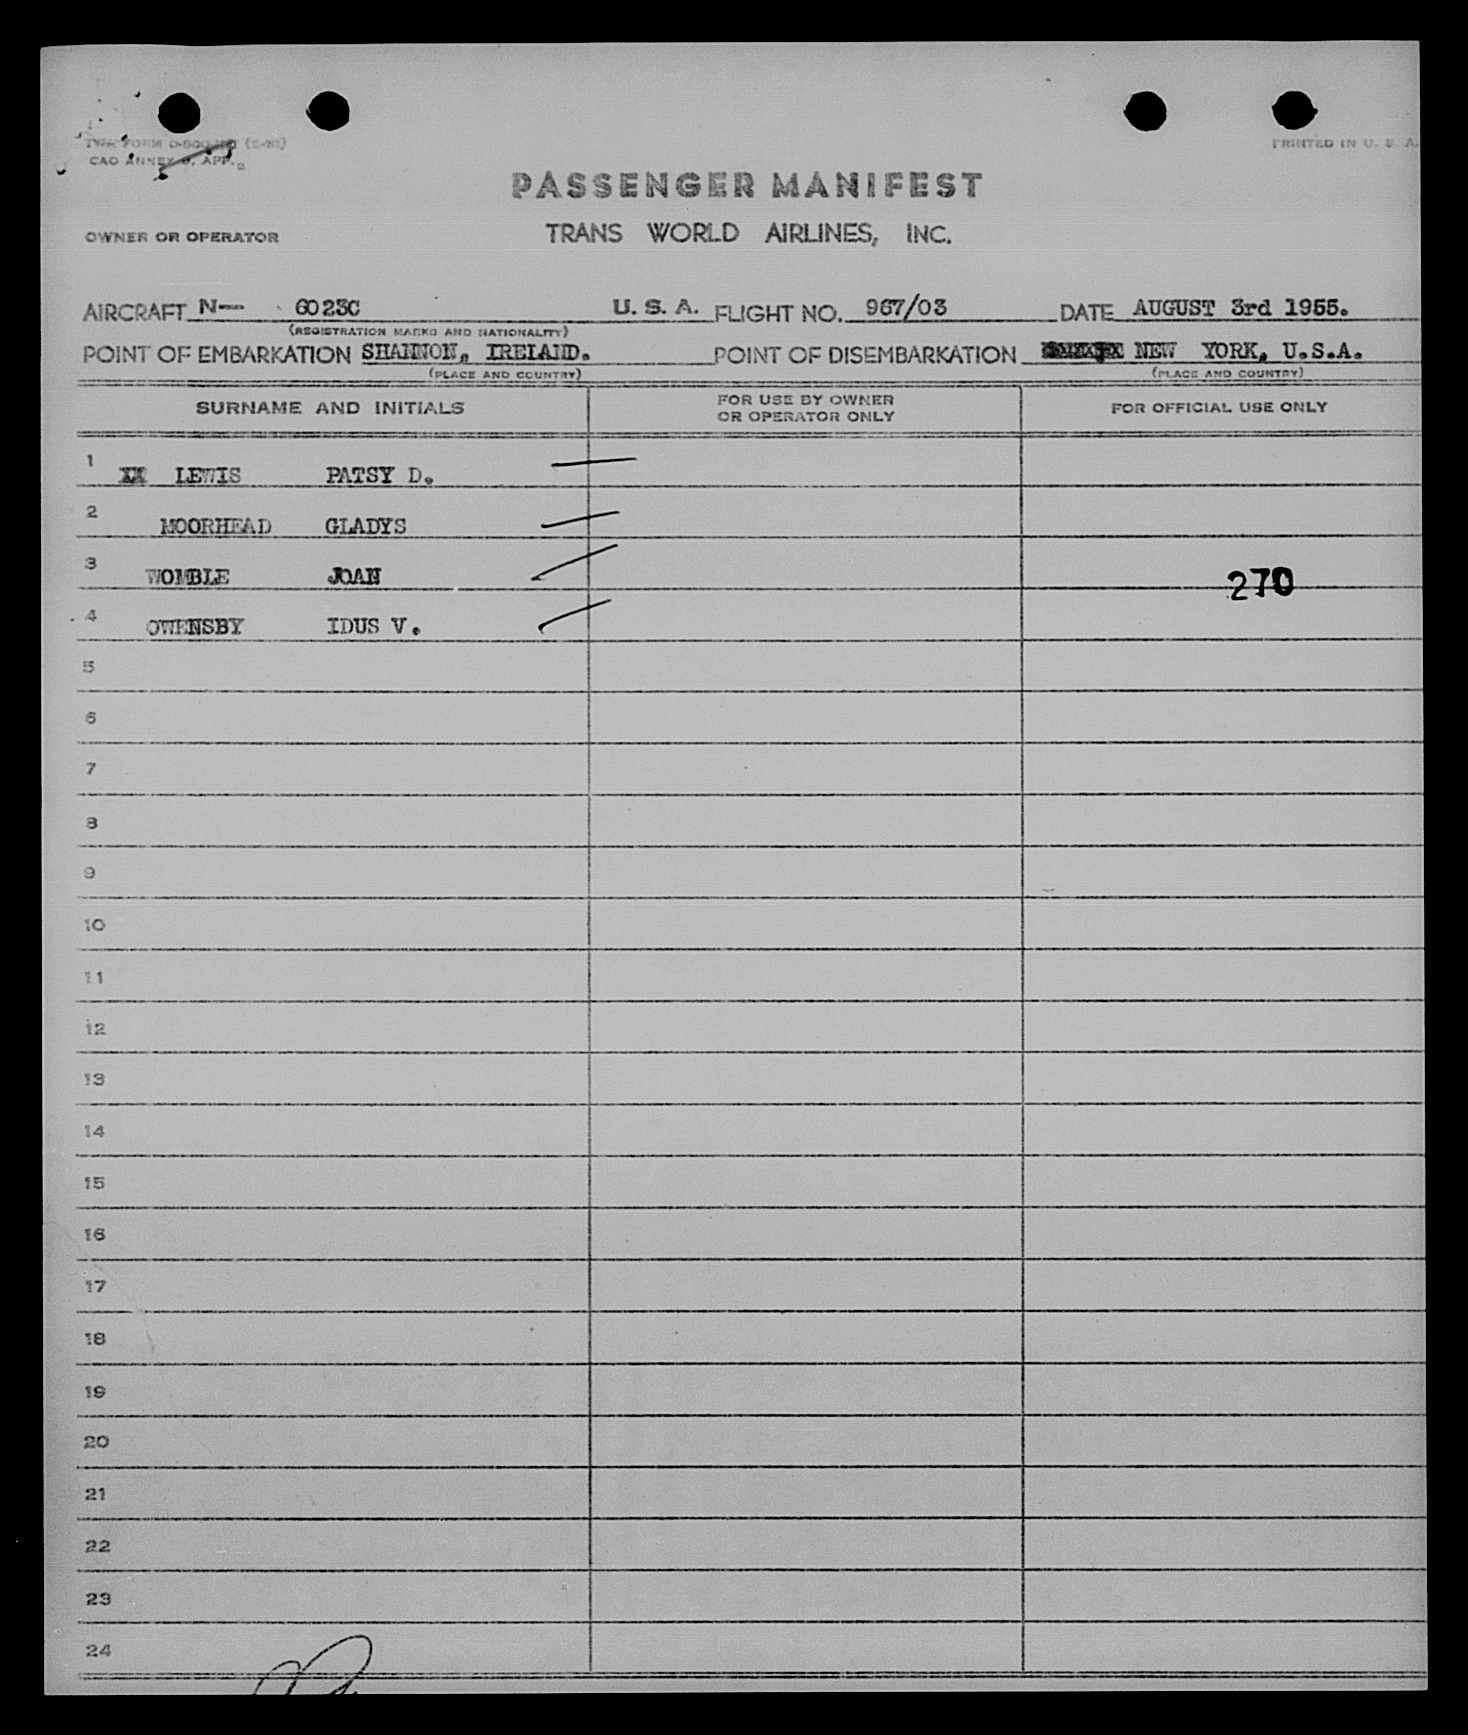 CAO ANNEX 9, APP.
PRINTED IN U. S. A.
PASSENGER MANIFEST
OWNER OR OPERATOR TRANS WORLD AIRLINES, INC.
AIRCRAFT N— 6023C U. S. A. FLIGHT NO. 967/03 DATE AUGUST 3rd 1955.
(REGISTRATION MARKS AND NATIONALITY)
POINT OF EMBARKATION SHANNON, IRELAND. POINT OF DISEMBARKATION NEW YORK, U.S.A.
(PLACE AND COUNTRY) (PLACE AND COUNTRY)
SURNAME AND INITIALS FOR USE BY OWNER OR OPERATOR ONLY FOR OFFICIAL USE ONLY
1 XX LEWIS PATSY D.
2 MOORHEAD GLADYS
3 WOMBLE JOAN 270
4 OWENSBY IDUS V.
5
6
7
8
9
10
11
12
13
14
15
16
17
18
19
20
21
22
23
24